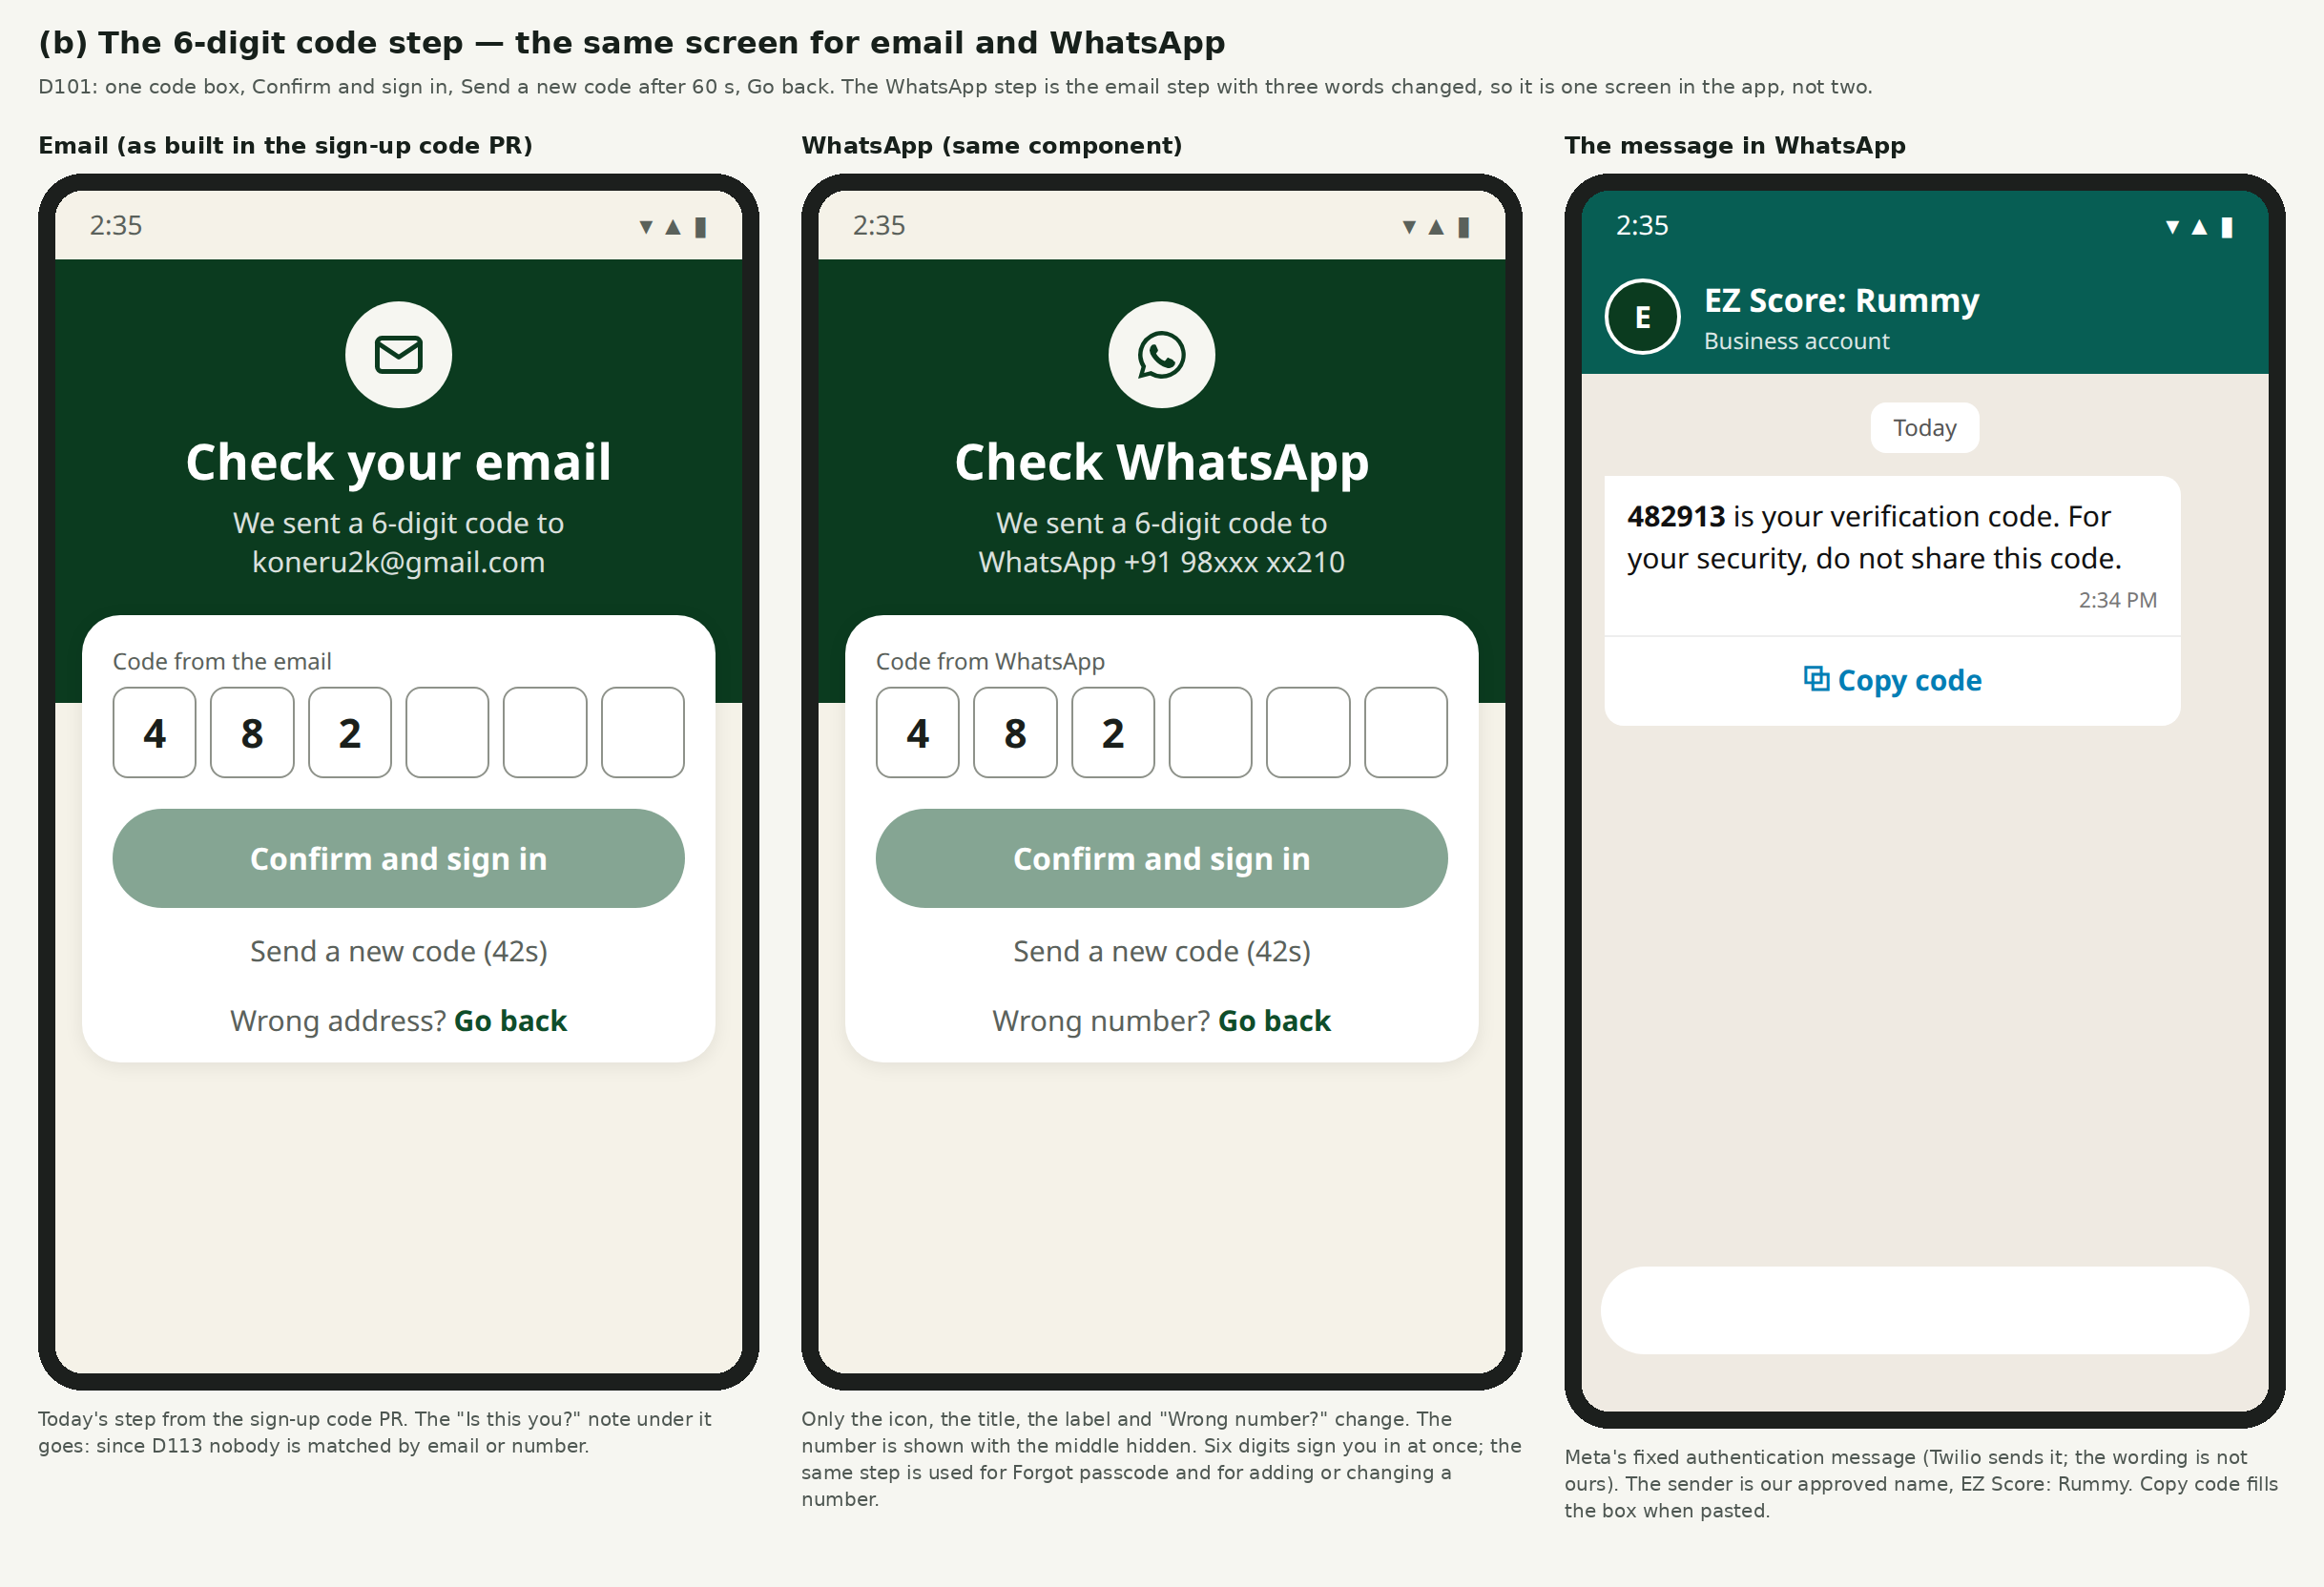 (b) The 6-digit code step — the same screen for email and WhatsApp
D101: one code box, Confirm and sign in, Send a new code after 60 s, Go back. The WhatsApp step is the email step with three words changed, so it is one screen in the app, not two.
Email (as built in the sign-up code PR)
2:35
Check your email
We sent a 6-digit code to
koneru2k@gmail.com
Code from the email
4 8 2
Confirm and sign in
Send a new code (42s)
Wrong address? Go back
Today's step from the sign-up code PR. The "Is this you?" note under it
goes: since D113 nobody is matched by email or number.
WhatsApp (same component)
2:35
Check WhatsApp
We sent a 6-digit code to
WhatsApp +91 98xxx xx210
Code from WhatsApp
4 8 2
Confirm and sign in
Send a new code (42s)
Wrong number? Go back
Only the icon, the title, the label and "Wrong number?" change. The
number is shown with the middle hidden. Six digits sign you in at once; the
same step is used for Forgot passcode and for adding or changing a
number.
The message in WhatsApp
2:35
E
EZ Score: Rummy
Business account
Today
482913 is your verification code. For
your security, do not share this code.
2:34 PM
Copy code
Meta's fixed authentication message (Twilio sends it; the wording is not
ours). The sender is our approved name, EZ Score: Rummy. Copy code fills
the box when pasted.